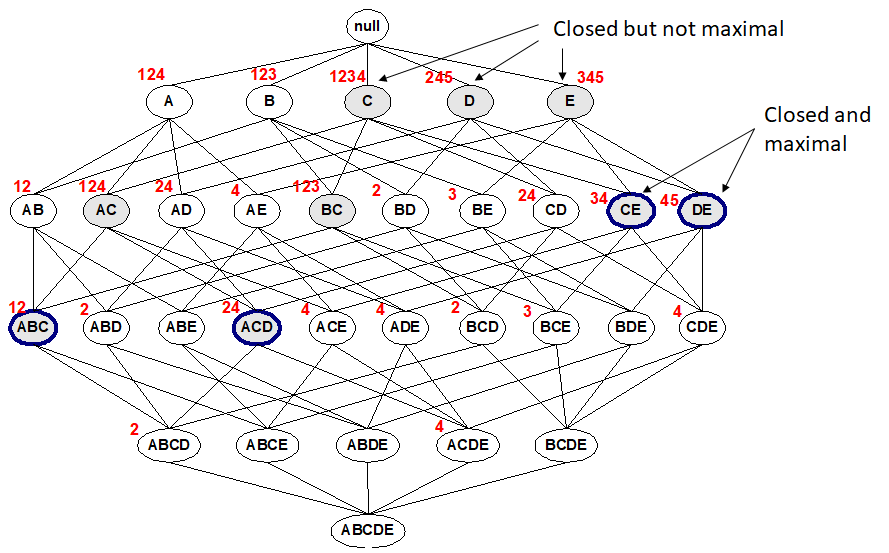 null
Closed but not maximal
124 123 1234 245 345
A B C D E
Closed and
maximal
12 124 24 4 123 2 3 24 34 45
AB AC AD AE BC BD BE CD CE DE
12 2 24 4 4 2 3 4
ABC ABD ABE ACD ACE ADE BCD BCE BDE CDE
2 4
ABCD ABCE ABDE ACDE BCDE
ABCDE